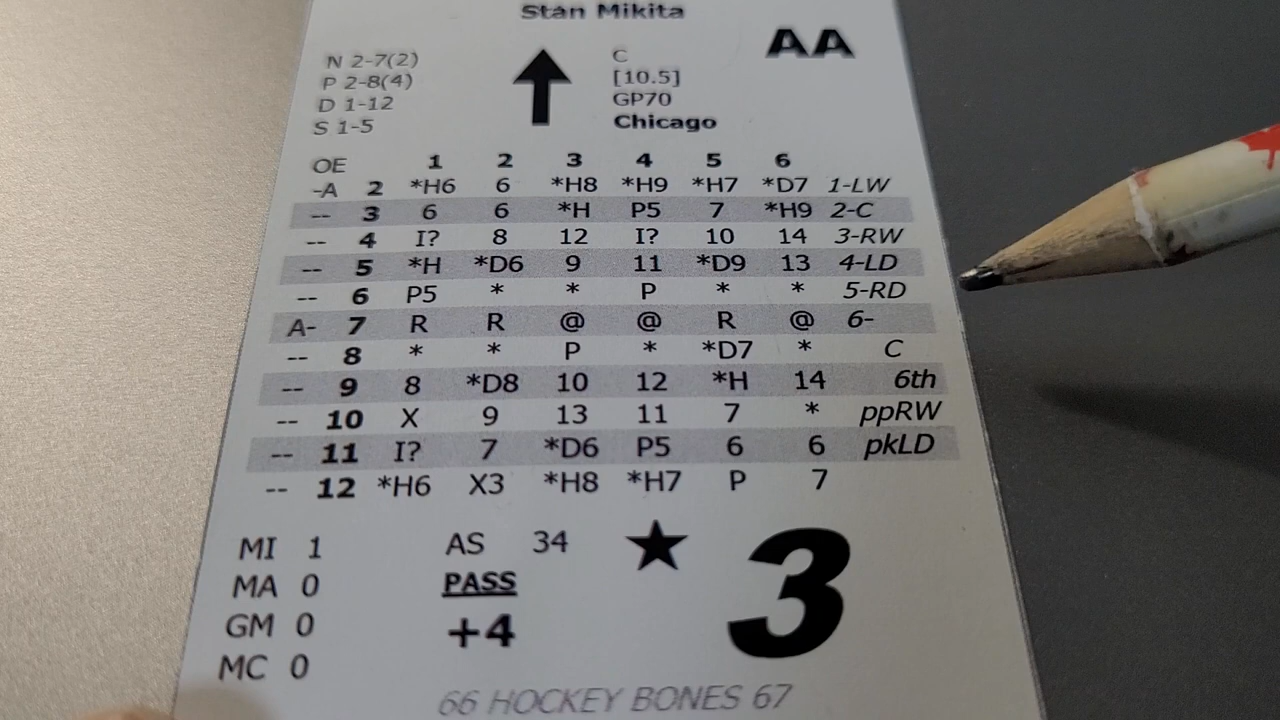 Stan Mikita
AA
N 2-7(2)
P 2-8(4)
D 1-12
S 1-5
C
[10.5]
GP70
Chicago
OE 1 2 3 4 5 6
-A 2 *H6 6 *H8 *H9 *H7 *D7 1-LW
-- 3 6 6 *H P5 7 *H9 2-C
-- 4 I? 8 12 I? 10 14 3-RW
-- 5 *H *D6 9 11 *D9 13 4-LD
-- 6 P5 * * P * * 5-RD
A- 7 R R @ @ R @ 6-
-- 8 * * P * *D7 * C
-- 9 8 *D8 10 12 *H 14 6th
-- 10 X 9 13 11 7 * ppRW
-- 11 I? 7 *D6 P5 6 6 pkLD
-- 12 *H6 X3 *H8 *H7 P 7
MI 1
MA 0
GM 0
MC 0
AS 34
PASS
+4
3
66 HOCKEY BONES 67